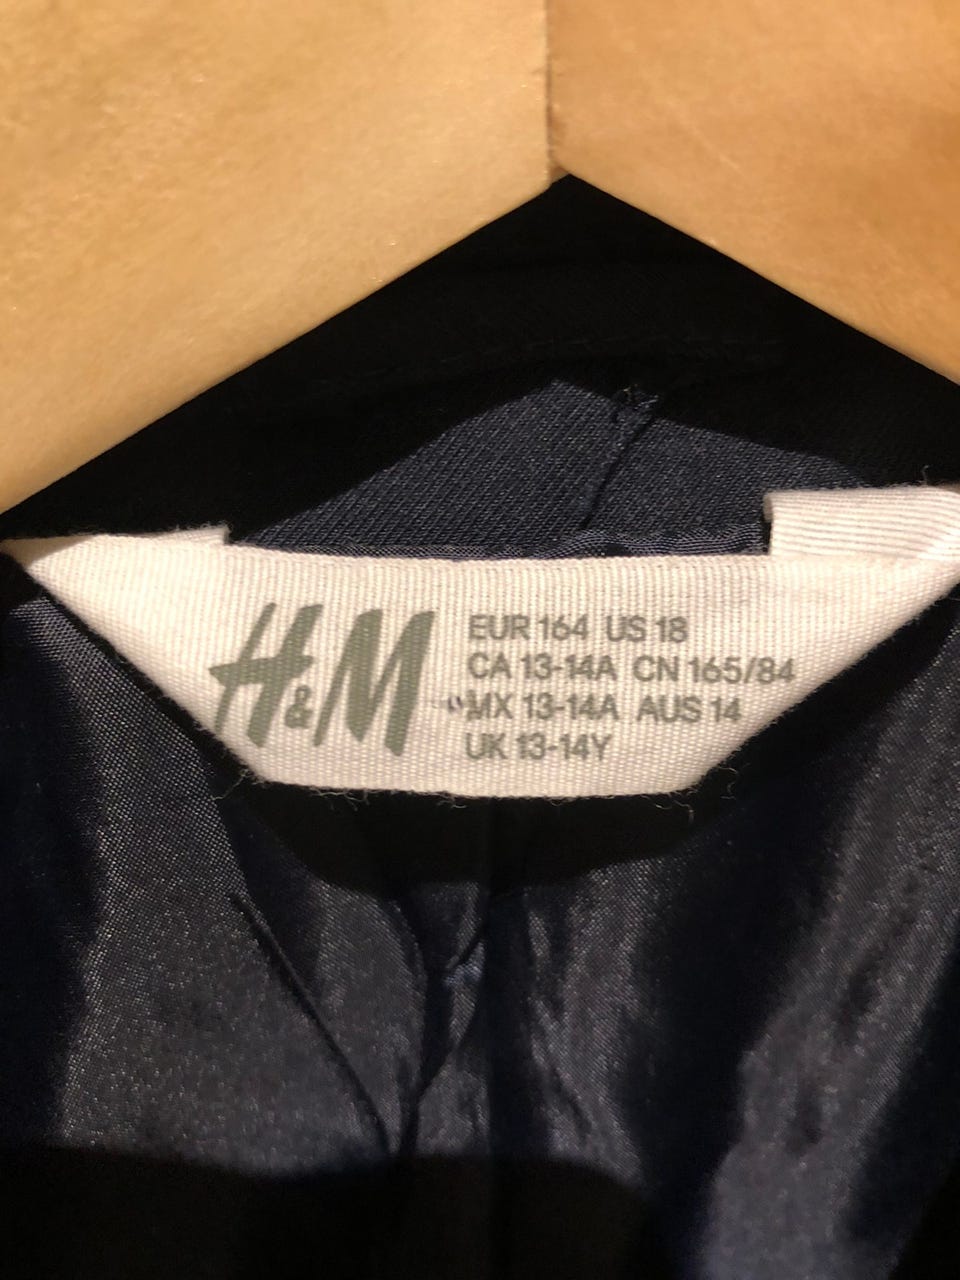 H&M
EUR 164 US 18
CA 13-14A CN 165/84
MX 13-14A AUS 14
UK 13-14Y